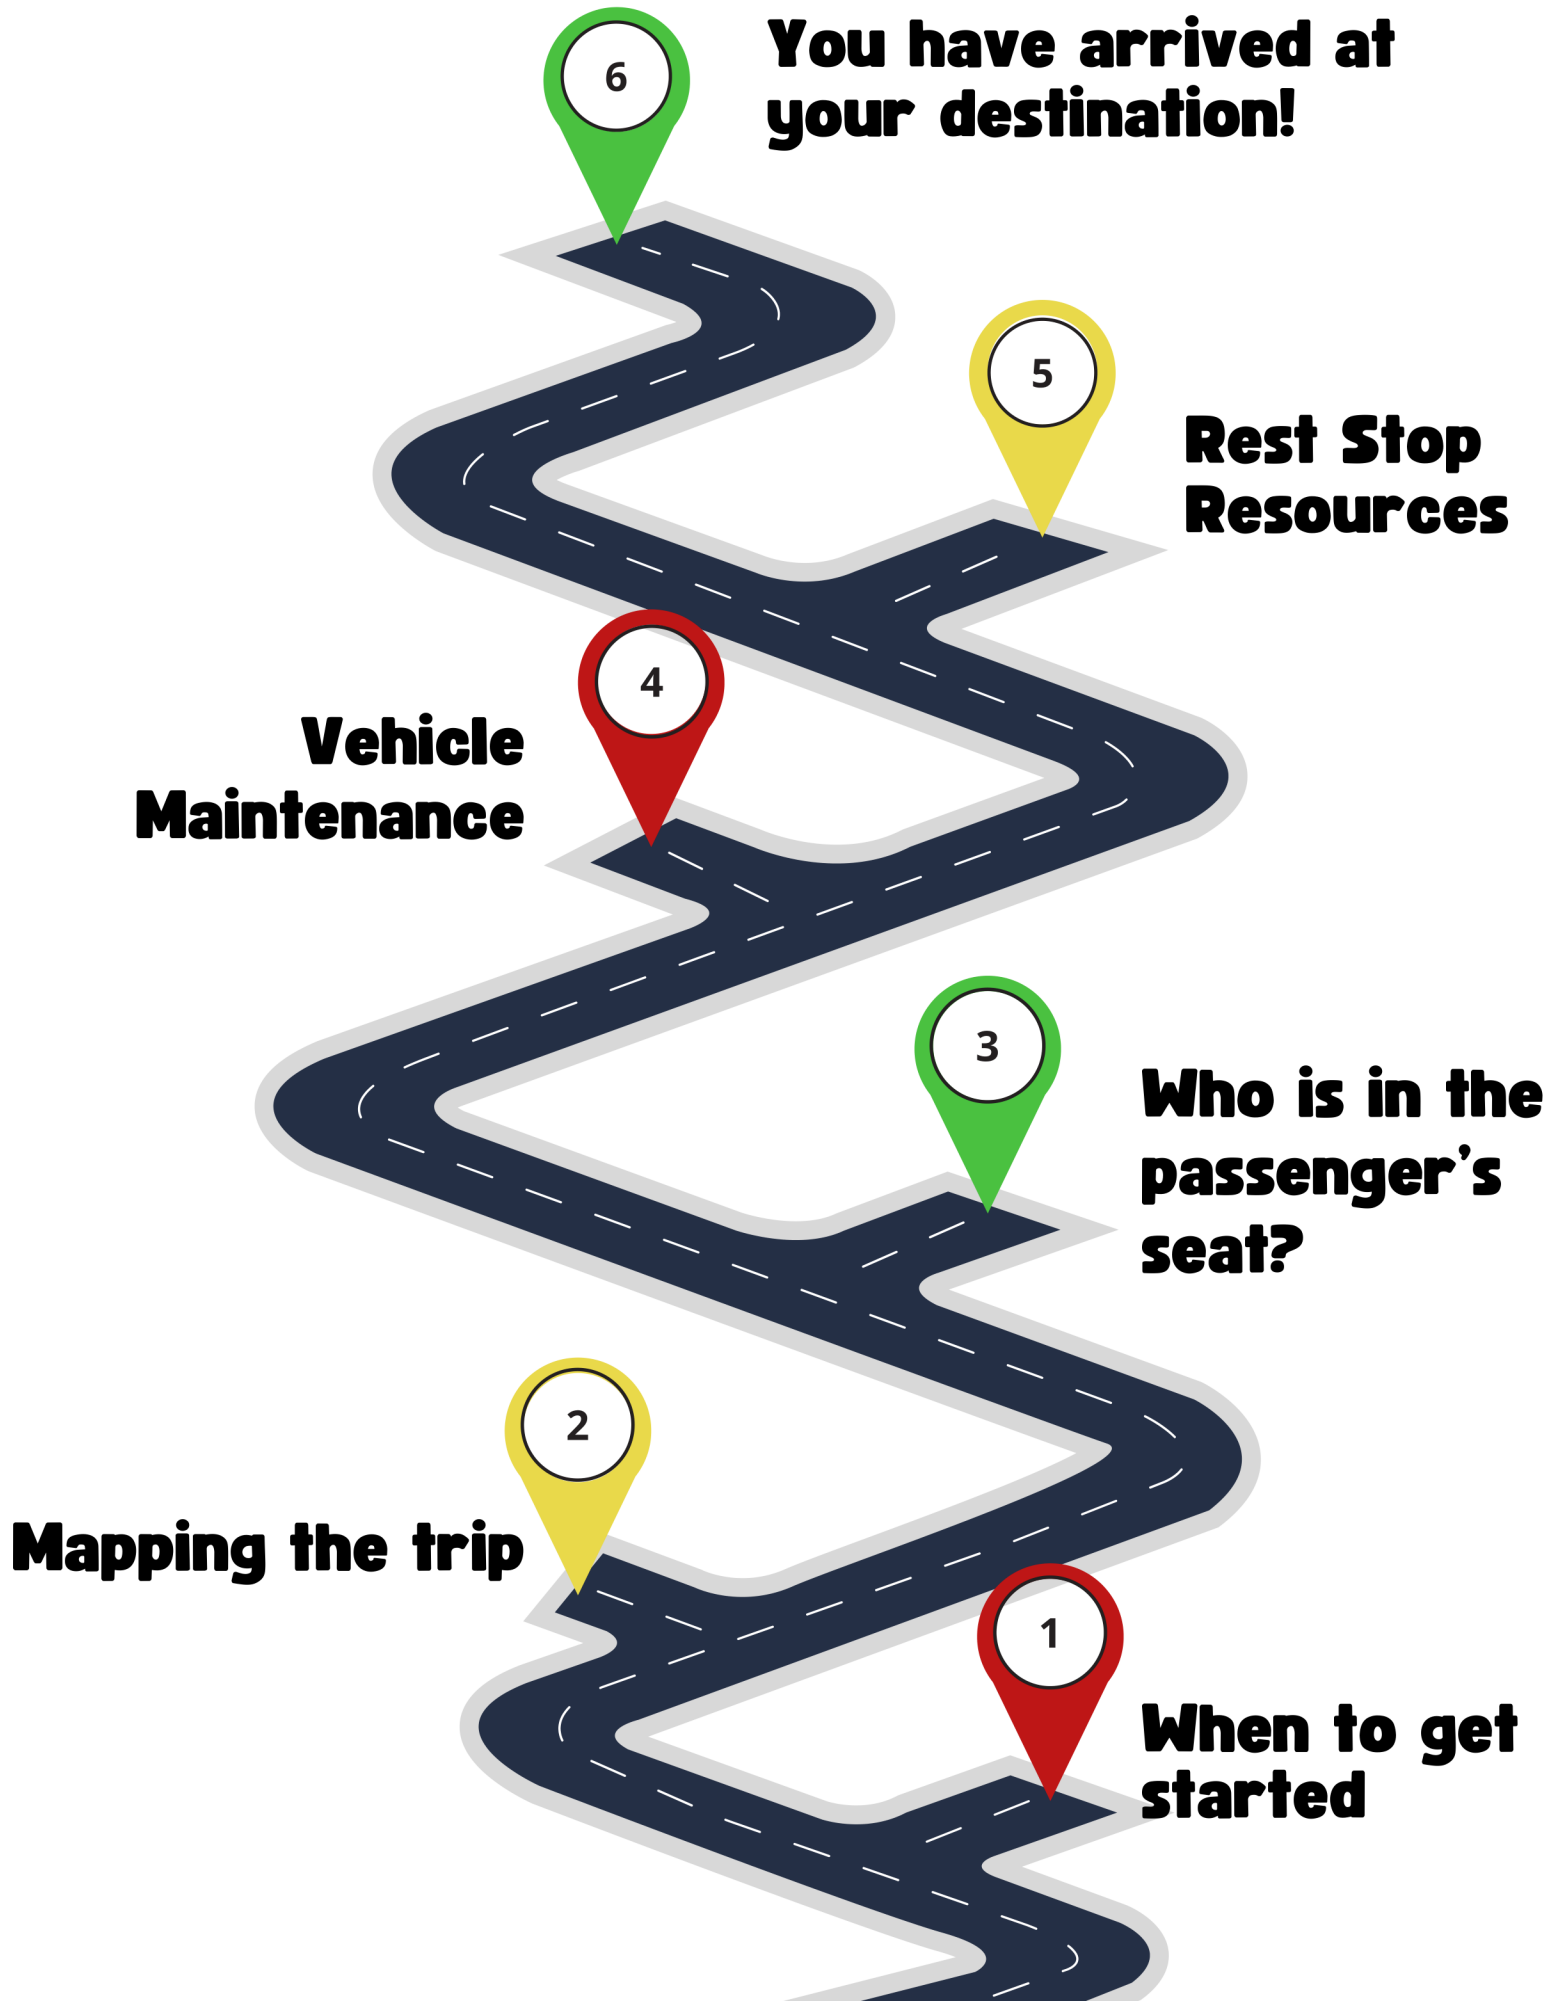 6
You have arrived at
your destination!
5
Rest Stop
Resources
4
Vehicle
Maintenance
3
Who is in the
passenger's
seat?
2
Mapping the trip
1
When to get
started